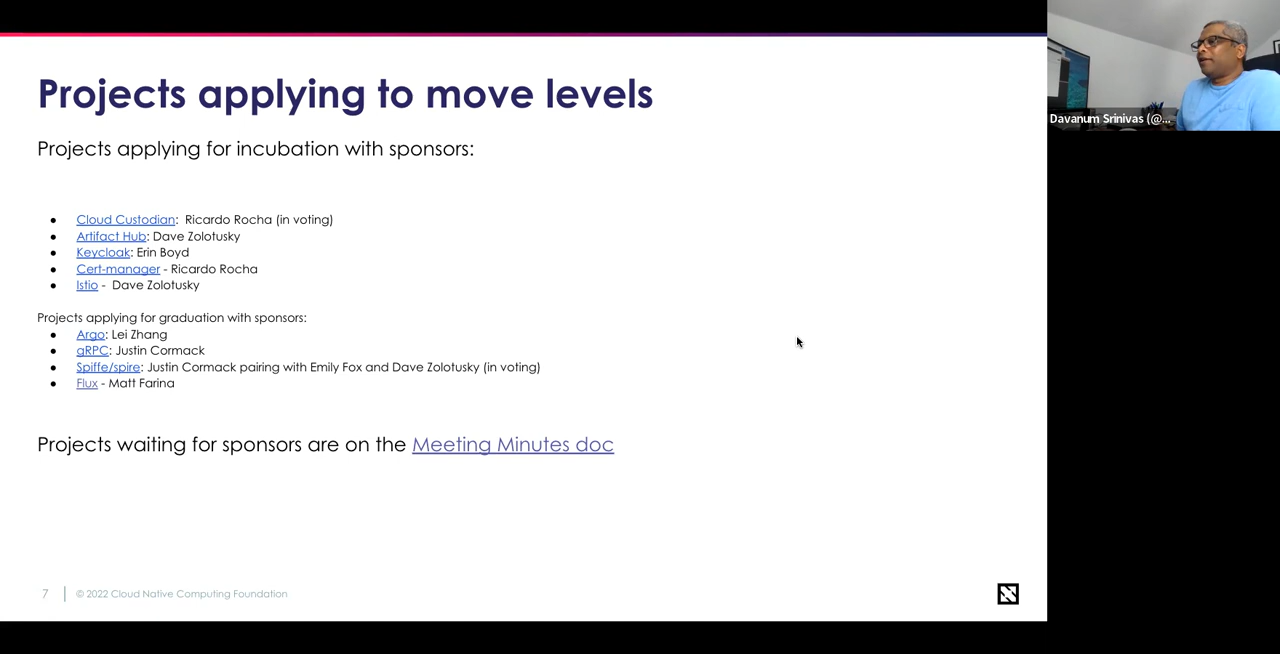 Projects applying to move levels
Projects applying for incubation with sponsors:
● Cloud Custodian: Ricardo Rocha (in voting)
● Artifact Hub: Dave Zolotusky
● Keycloak: Erin Boyd
● Cert-manager - Ricardo Rocha
● Istio - Dave Zolotusky
Projects applying for graduation with sponsors:
● Argo: Lei Zhang
● gRPC: Justin Cormack
● Spiffe/spire: Justin Cormack pairing with Emily Fox and Dave Zolotusky (in voting)
● Flux - Matt Farina
Projects waiting for sponsors are on the Meeting Minutes doc
7 © 2022 Cloud Native Computing Foundation
Davanum Srinivas (@...